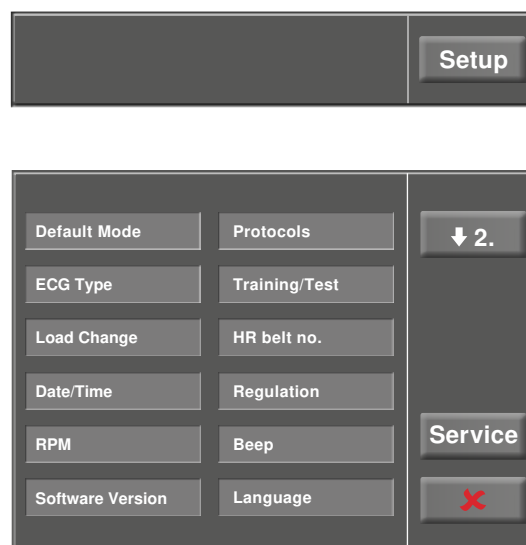 Setup
Default Mode
Protocols
🠇 2.
ECG Type
Training/Test
Load Change
HR belt no.
Date/Time
Regulation
RPM
Beep
Service
Software Version
Language
✘